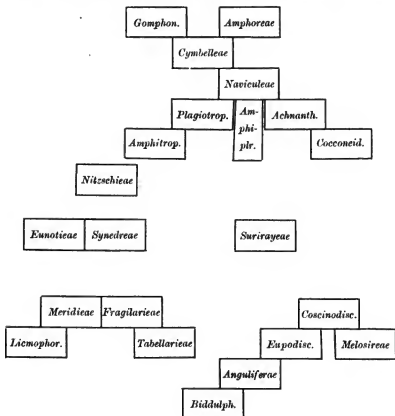 Gomphon. Amphoreae
Cymbelleae
Naviculeae
Plagiotrop. Am-phi-plr. Achnanth.
Amphitrop. Cocconeid.
Nitzschieae
Eunotieae Synedreae Surirayeae
Meridieae Fragilarieae Coscinodisc.
Licmophor. Tabellarieae Eupodisc. Melosireae
Anguliferae
Biddulph.